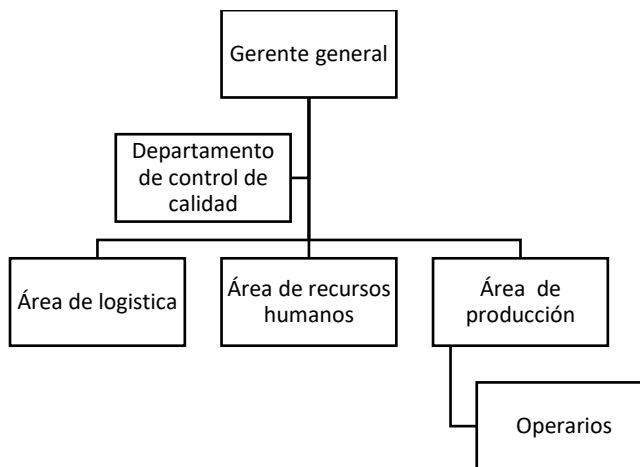 Gerente general
Departamento
de control de
calidad
Área de logistica
Área de recursos
humanos
Área  de
producción
Operarios